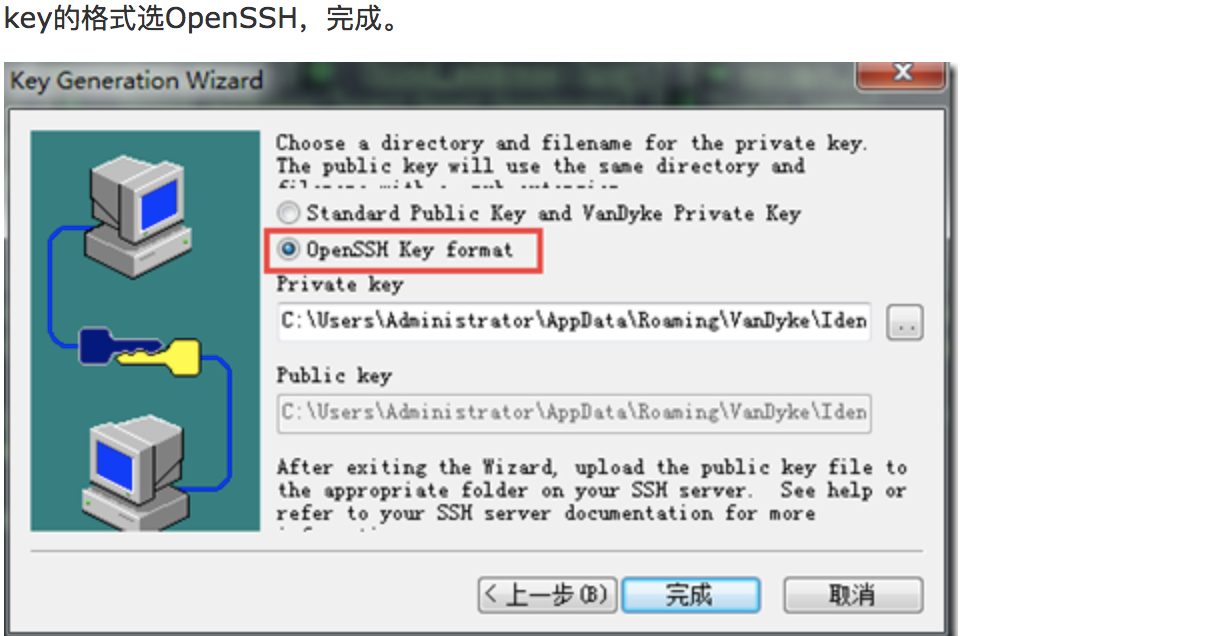 key的格式选OpenSSH，完成。
Key Generation Wizard
Choose a directory and filename for the private key.
The public key will use the same directory and
Standard Public Key and VanDyke Private Key
OpenSSH Key format
Private key
C:\Users\Administrator\AppData\Roaming\VanDyke\Iden
..
Public key
C:\Users\Administrator\AppData\Roaming\VanDyke\Iden
After exiting the Wizard, upload the public key file to
the appropriate folder on your SSH server. See help or
refer to your SSH server documentation for more
< 上一步(B)
完成
取消